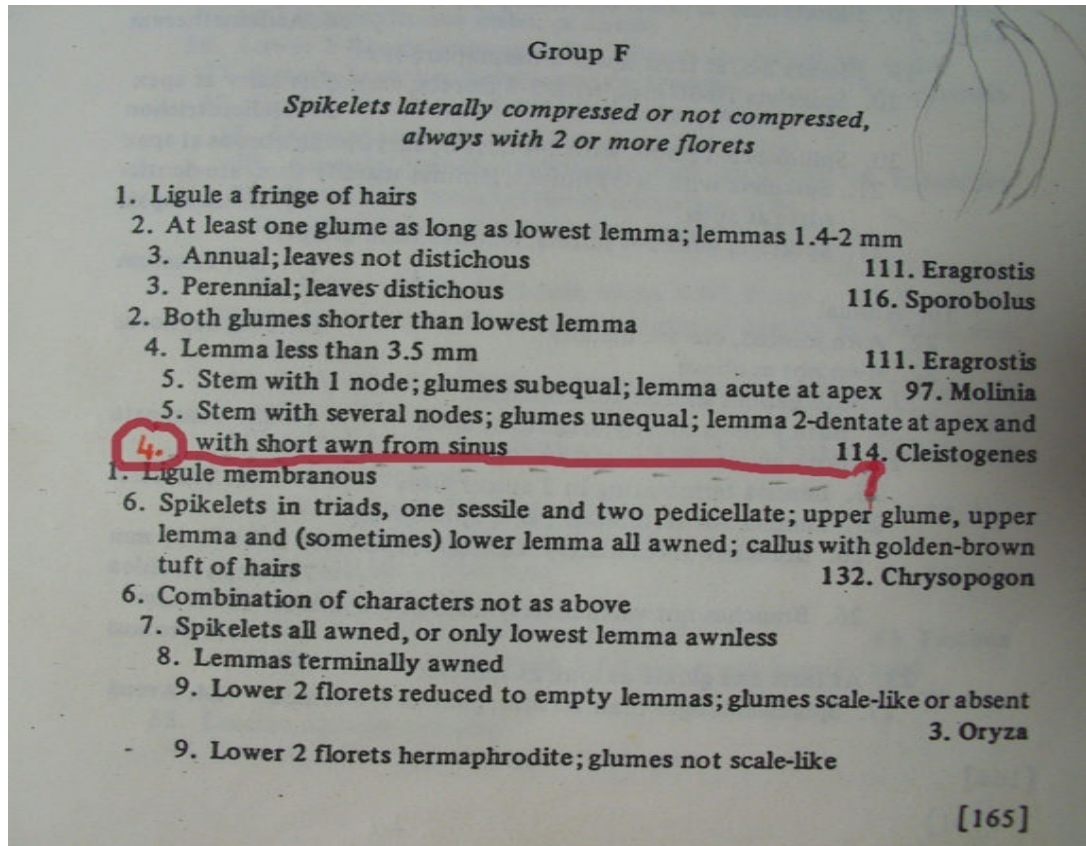 Group F
Spikelets laterally compressed or not compressed,
always with 2 or more florets
1. Ligule a fringe of hairs
2. At least one glume as long as lowest lemma; lemmas 1.4-2 mm
3. Annual; leaves not distichous 111. Eragrostis
3. Perennial; leaves distichous 116. Sporobolus
2. Both glumes shorter than lowest lemma
4. Lemma less than 3.5 mm 111. Eragrostis
5. Stem with 1 node; glumes subequal; lemma acute at apex 97. Molinia
5. Stem with several nodes; glumes unequal; lemma 2-dentate at apex and
4. with short awn from sinus 114. Cleistogenes
?
1. Ligule membranous
6. Spikelets in triads, one sessile and two pedicellate; upper glume, upper
lemma and (sometimes) lower lemma all awned; callus with golden-brown
tuft of hairs 132. Chrysopogon
6. Combination of characters not as above
7. Spikelets all awned, or only lowest lemma awnless
8. Lemmas terminally awned
9. Lower 2 florets reduced to empty lemmas; glumes scale-like or absent
3. Oryza
9. Lower 2 florets hermaphrodite; glumes not scale-like
[165]